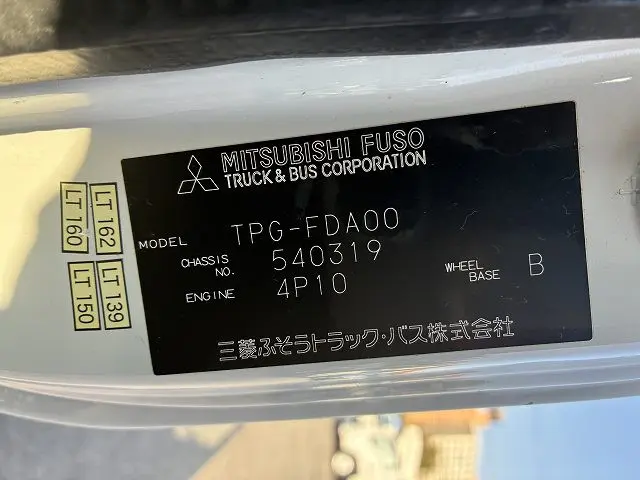 MITSUBISHI FUSO
TRUCK & BUS CORPORATION
MODEL TPG-FDA00
CHASSIS NO. 540319
ENGINE 4P10
WHEEL BASE B
三菱ふそうトラック・バス株式会社
LT 160
LT 162
LT 150
LT 139